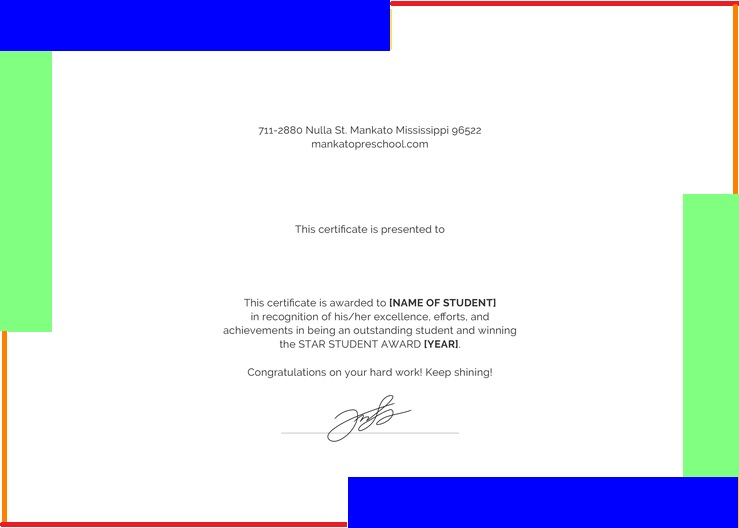 711-2880 Nulla St. Mankato Mississippi 96522
mankatopreschool.com
This certificate is presented to
This certificate is awarded to [NAME OF STUDENT]
in recognition of his/her excellence, efforts, and
achievements in being an outstanding student and winning
the STAR STUDENT AWARD [YEAR].
Congratulations on your hard work! Keep shining!